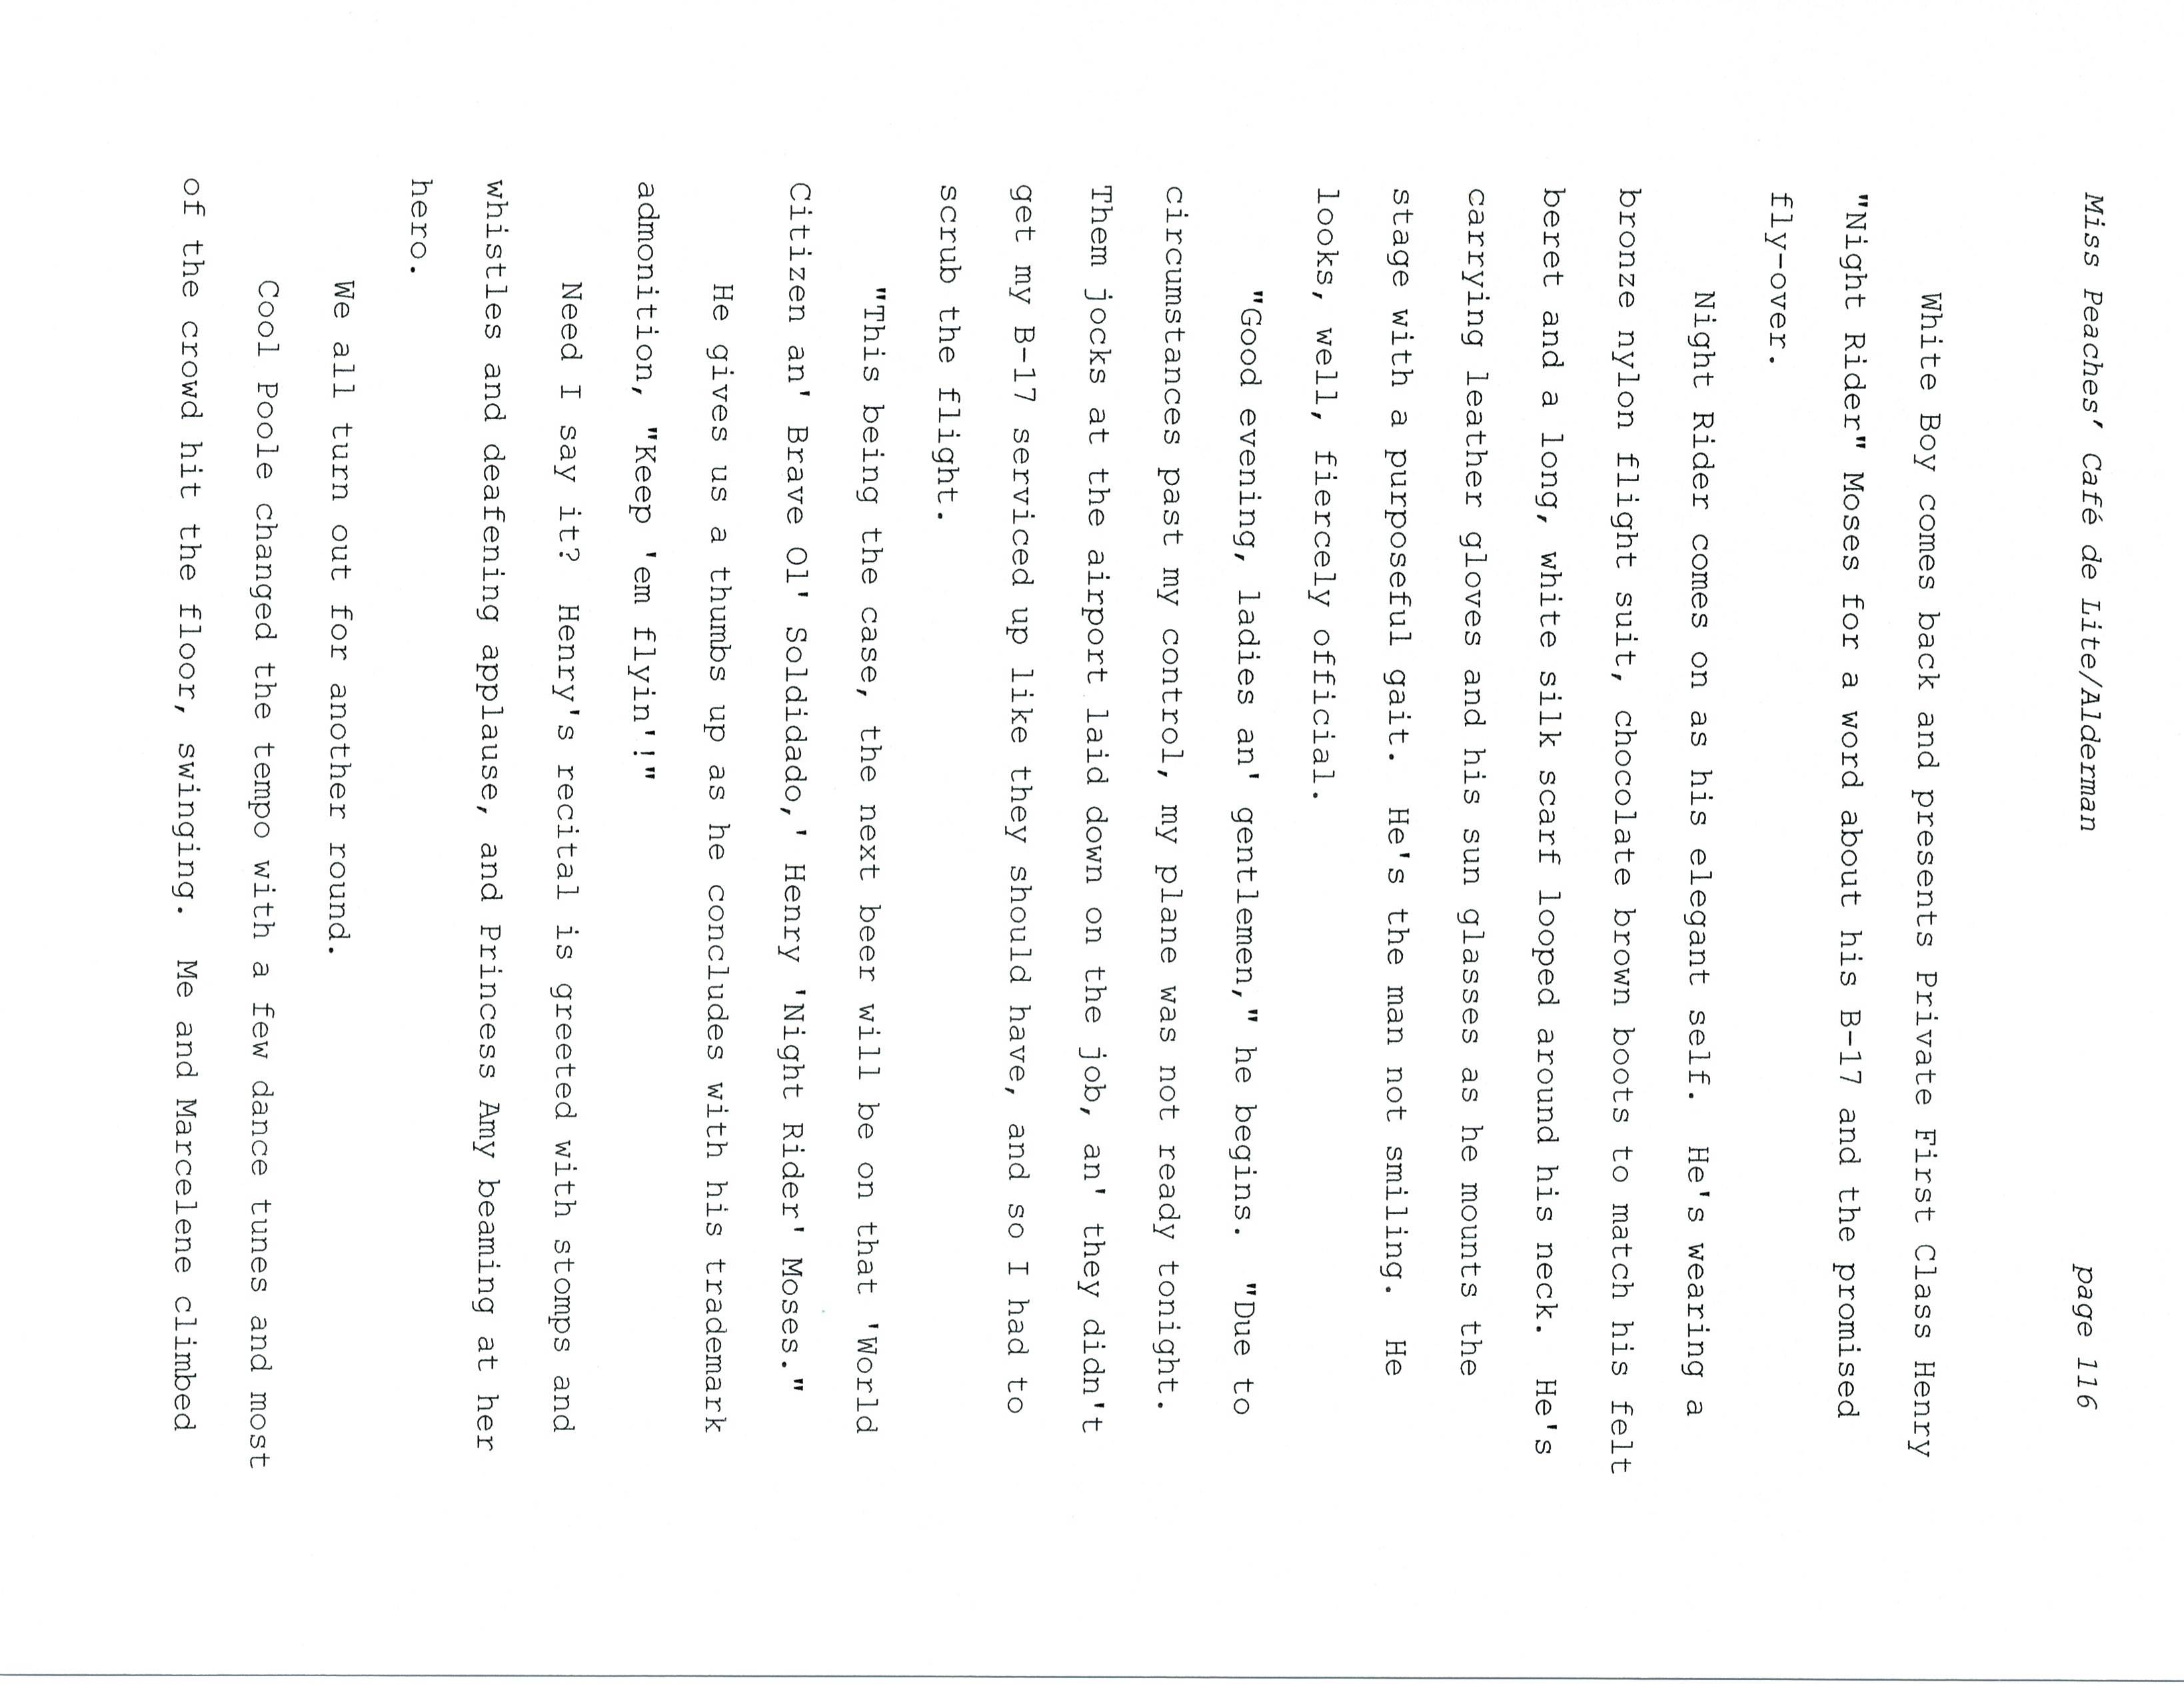 Miss Peaches’ Café de Lite/Alderman page 116
White Boy comes back and presents Private First Class Henry
"Night Rider" Moses for a word about his B-17 and the promised
fly-over.
Night Rider comes on as his elegant self. He's wearing a
bronze nylon flight suit, chocolate brown boots to match his felt
beret and a long, white silk scarf looped around his neck. He's
carrying leather gloves and his sun glasses as he mounts the
stage with a purposeful gait. He's the man not smiling. He
looks, well, fiercely official.
"Good evening, ladies an' gentlemen," he begins. "Due to
circumstances past my control, my plane was not ready tonight.
Them jocks at the airport laid down on the job, an' they didn't
get my B-17 serviced up like they should have, and so I had to
scrub the flight.
"This being the case, the next beer will be on that 'World
Citizen an' Brave Ol' Soldidado,' Henry 'Night Rider' Moses."
He gives us a thumbs up as he concludes with his trademark
admonition, "Keep 'em flyin'!"
Need I say it? Henry's recital is greeted with stomps and
whistles and deafening applause, and Princess Amy beaming at her
hero.
We all turn out for another round.
Cool Poole changed the tempo with a few dance tunes and most
of the crowd hit the floor, swinging. Me and Marcelene climbed